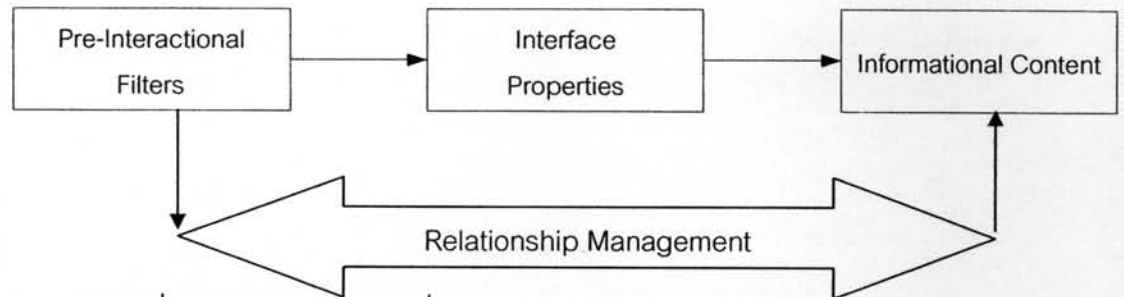 Pre-Interactional
Filters
Interface
Properties
Informational Content
Relationship Management